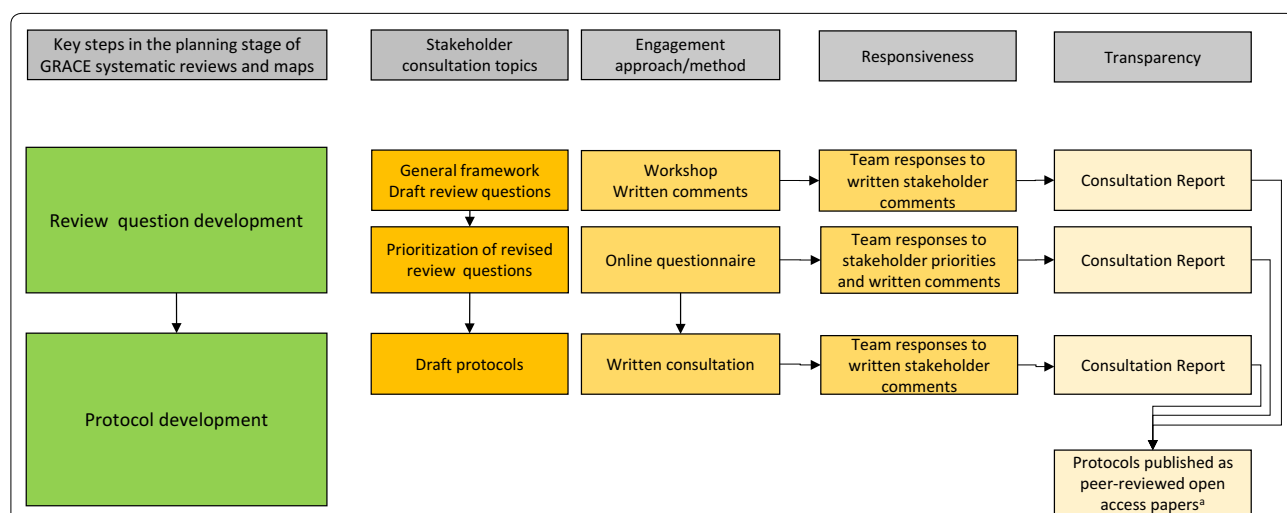 Key steps in the planning stage of
GRACE systematic reviews and maps
Stakeholder
consultation topics
Engagement
approach/method
Responsiveness
Transparency
Review question development
General framework
Draft review questions
Workshop
Written comments
Team responses to
written stakeholder
comments
Consultation Report
Prioritization of revised
review questions
Online questionnaire
Team responses to
stakeholder priorities
and written comments
Consultation Report
Protocol development
Draft protocols
Written consultation
Team responses to
written stakeholder
comments
Consultation Report
Protocols published as
peer-reviewed open
access papersᵃ